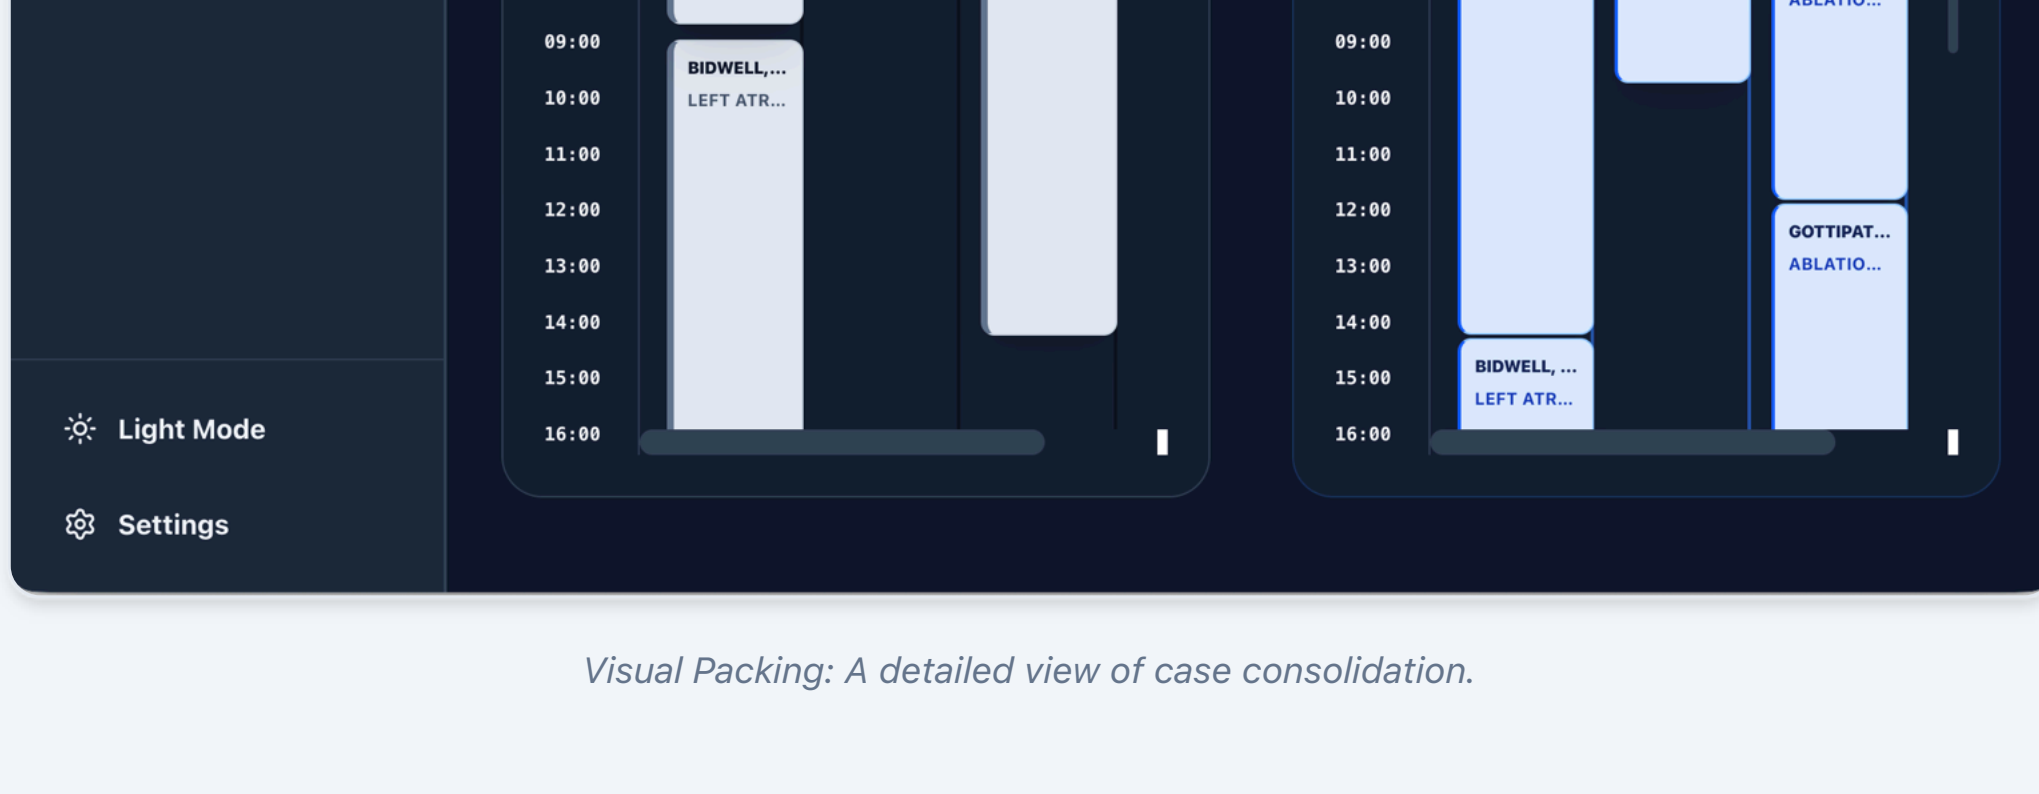 ABLATIO...
09:00
BIDWELL,...
LEFT ATR...
10:00
11:00
12:00
13:00
14:00
15:00
16:00
09:00
10:00
11:00
12:00
GOTTIPAT...
ABLATIO...
13:00
14:00
BIDWELL, ...
LEFT ATR...
15:00
16:00
Light Mode
Settings
Visual Packing: A detailed view of case consolidation.